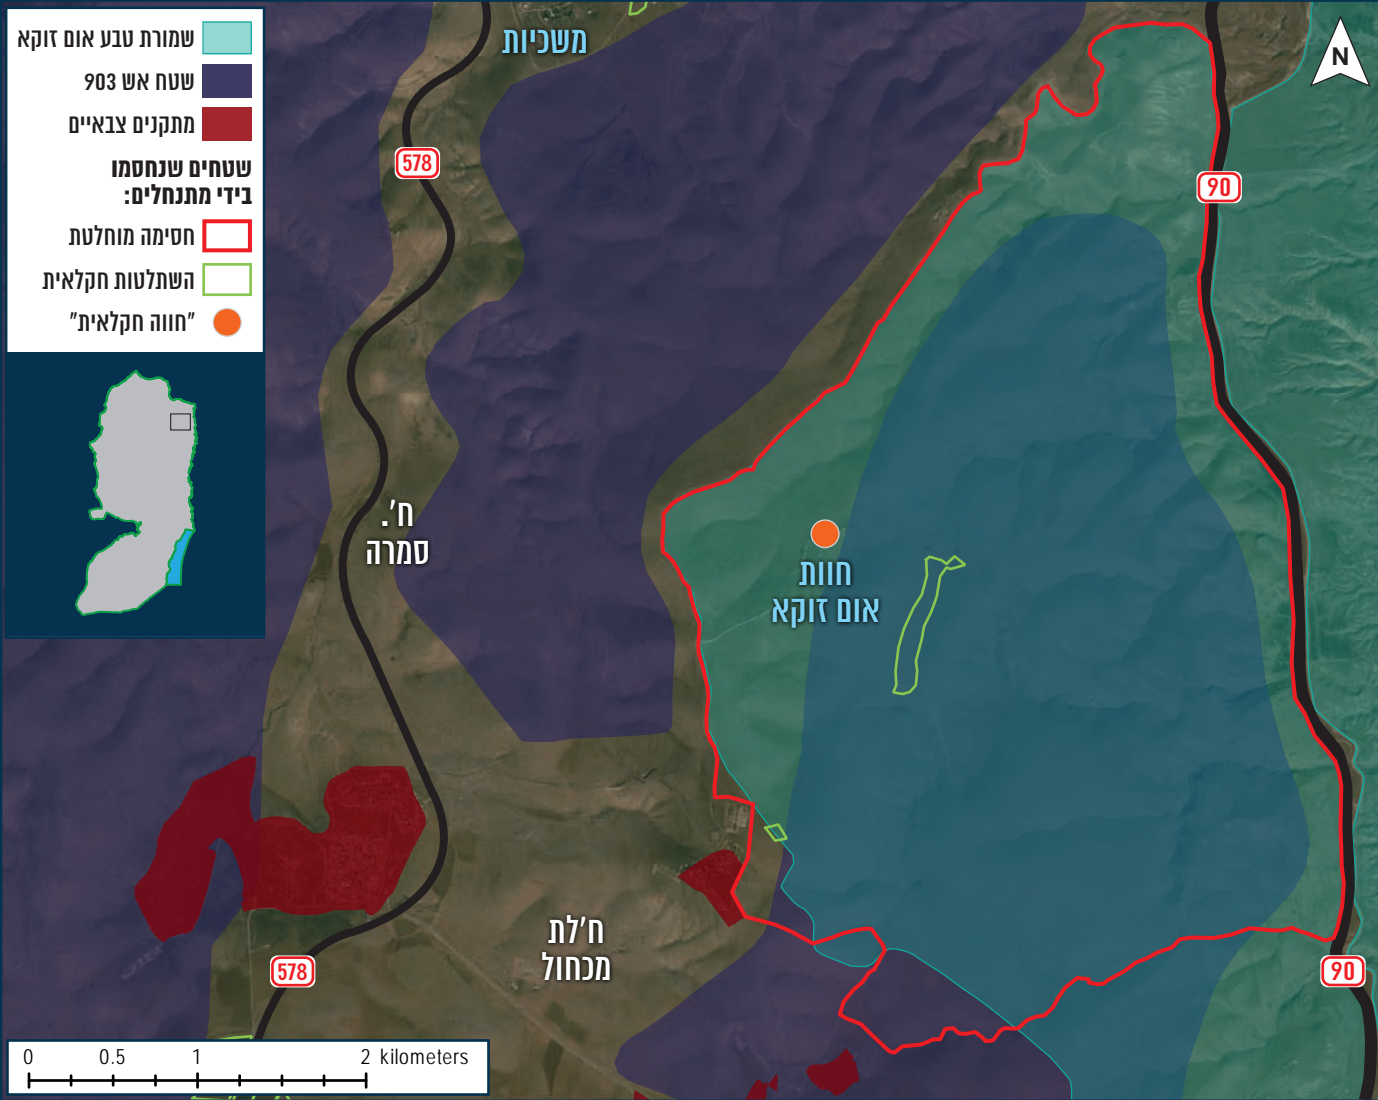 שמורת טבע אום זוקא
שטח אש 903
מתקנים צבאיים
שטחים שנחסמו
בידי מתנחלים:
חסימה מוחלטת
השתלטות חקלאית
"חווה חקלאית"
משכיות
N
578
90
ח'.
סמרה
חוות
אום זוקא
ח'לת
מכחול
578
90
0 0.5 1 2 kilometers